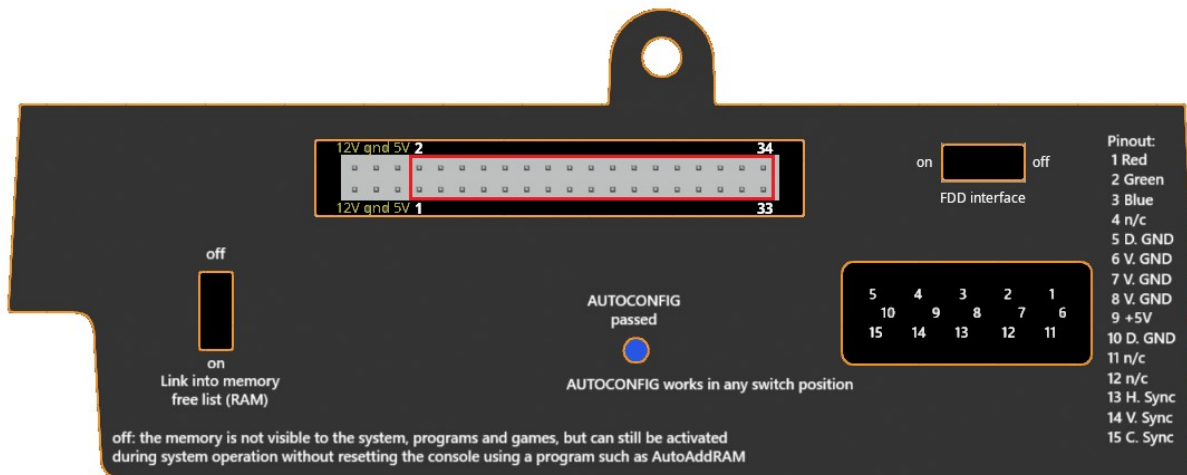 12V gnd 5V 2 34
12V gnd 5V 1 33
on off
FDD interface
off
on
Link into memory
free list (RAM)
AUTOCONFIG
passed
AUTOCONFIG works in any switch position
5 4 3 2 1
10 9 8 7 6
15 14 13 12 11
Pinout:
1 Red
2 Green
3 Blue
4 n/c
5 D. GND
6 V. GND
7 V. GND
8 V. GND
9 +5V
10 D. GND
11 n/c
12 n/c
13 H. Sync
14 V. Sync
15 C. Sync
off: the memory is not visible to the system, programs and games, but can still be activated
during system operation without resetting the console using a program such as AutoAddRAM